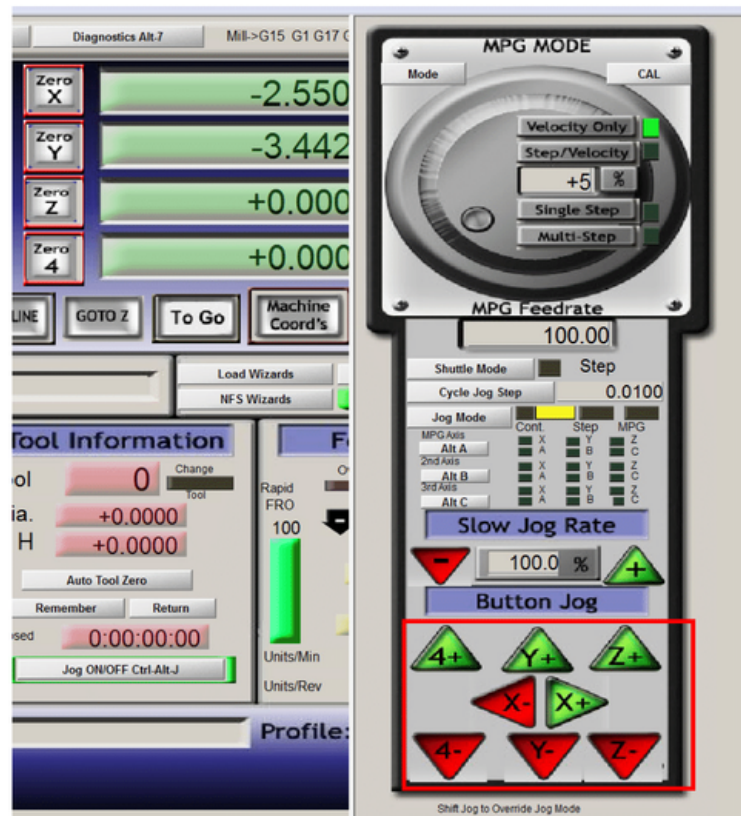 Diagnostics Alt-7
Mill->G15 G1 G17
Zero X
-2.550
Zero Y
-3.442
Zero Z
+0.000
Zero 4
+0.000
LINE
GOTO Z
To Go
Machine Coord's
Load Wizards
NFS Wizards
Tool Information
F
ool
0
Change
Tool
ia.
+0.0000
H
+0.0000
Auto Tool Zero
Remember
Return
osed
0:00:00:00
Jog ON/OFF Ctrl-Alt-J
Rapid
FRO
100
Units/Min
Units/Rev
Profile:
MPG MODE
Mode
CAL
Velocity Only
Step/Velocity
+5 %
Single Step
Multi-Step
MPG Feedrate
100.00
Shuttle Mode
Step
Cycle Jog Step
0.0100
Jog Mode
Cont. Step MPG
MPG Axis
Alt A
X Y Z
A B C
2nd Axis
Alt B
X Y Z
A B C
3rd Axis
Alt C
X Y Z
A B C
Slow Jog Rate
- 100.0 % +
Button Jog
4+ Y+ Z+
X- X+
4- Y- Z-
Shift Jog to Override Jog Mode